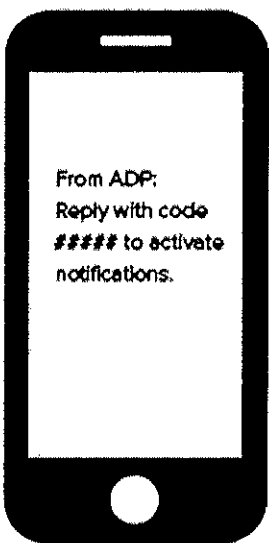 From ADP:
Reply with code
##### to activate
notifications.